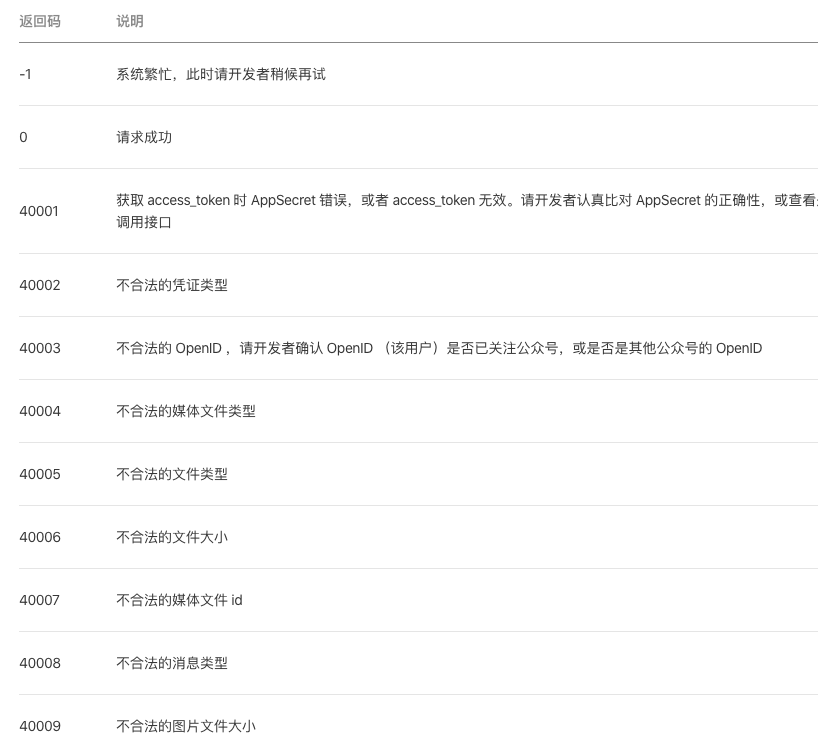 返回码 说明
-1 系统繁忙，此时请开发者稍候再试
0 请求成功
40001 获取 access_token 时 AppSecret 错误，或者 access_token 无效。请开发者认真比对 AppSecret 的正确性，或查看
调用接口
40002 不合法的凭证类型
40003 不合法的 OpenID ，请开发者确认 OpenID （该用户）是否已关注公众号，或是否是其他公众号的 OpenID
40004 不合法的媒体文件类型
40005 不合法的文件类型
40006 不合法的文件大小
40007 不合法的媒体文件 id
40008 不合法的消息类型
40009 不合法的图片文件大小